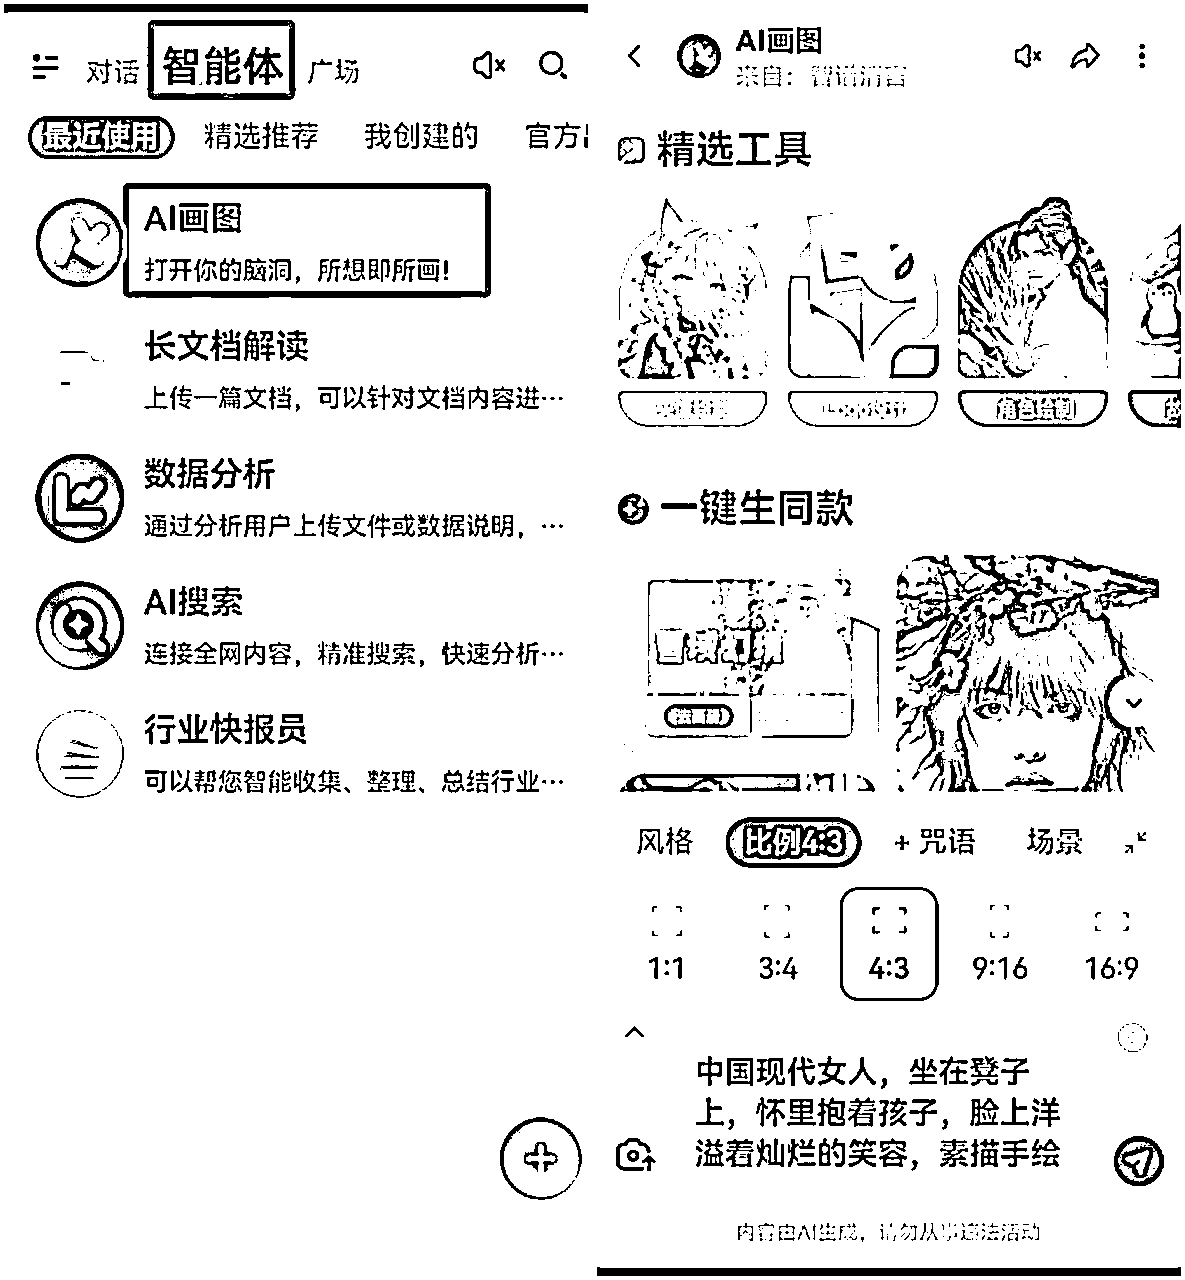 对话 智能体 广场
最近使用 精选推荐 我创建的 官方
AI画图
打开你的脑洞，所想即所画！
长文档解读
上传一篇文档，可以针对文档内容进…
数据分析
通过分析用户上传文件或数据说明，…
AI搜索
连接全网内容，精准搜索，快速分析…
行业快报员
可以帮您智能收集、整理、总结行业…
AI画图
来自：智谱清言
精选工具
角色绘制
一键生同款
风格 比例4:3 + 咒语 场景
1:1 3:4 4:3 9:16 16:9
中国现代女人，坐在凳子
上，怀里抱着孩子，脸上洋
溢着灿烂的笑容，素描手绘
内容由AI生成，请勿从事违法活动